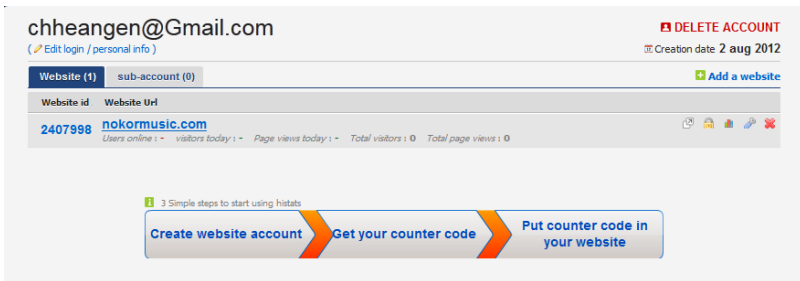 chheangen@Gmail.com
DELETE ACCOUNT
( Edit login / personal info )
Creation date 2 aug 2012
Website (1) sub-account (0)
Add a website
Website id Website Url
2407998 nokormusic.com
Users online : - visitors today : - Page views today : - Total visitors : 0 Total page views : 0
3 Simple steps to start using histats
Create website account
Get your counter code
Put counter code in
your website